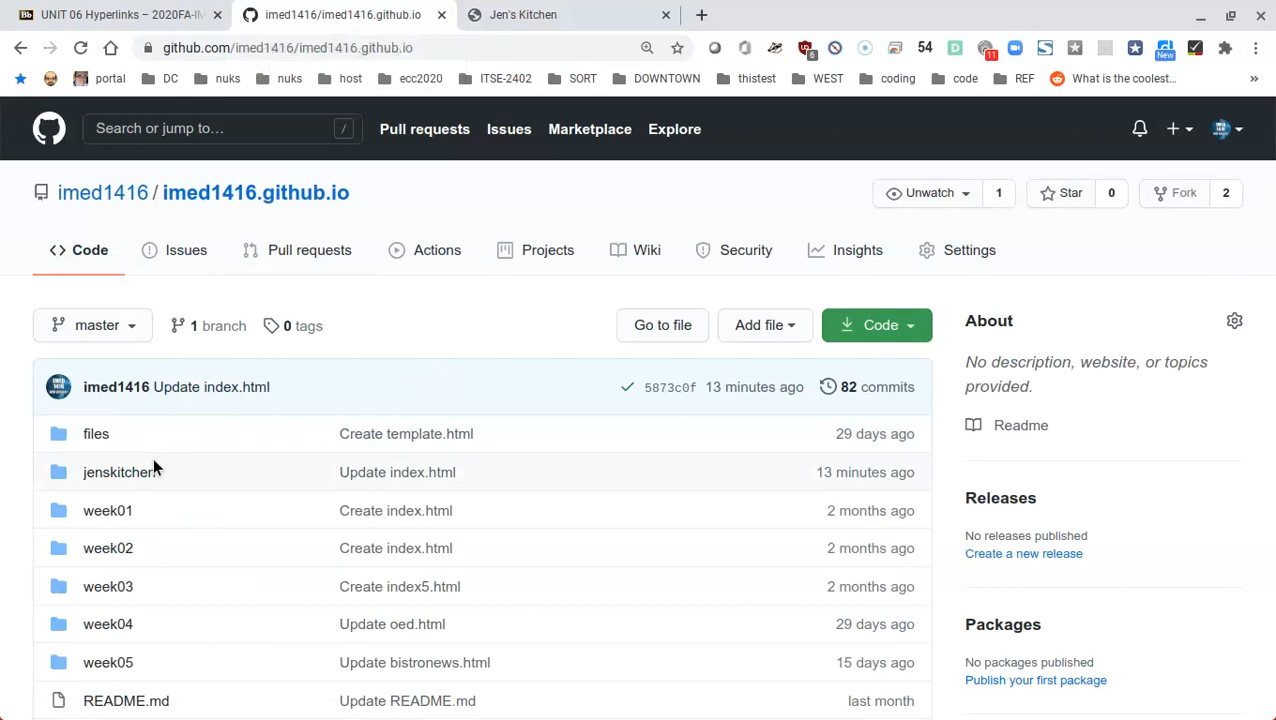 UNIT 06 Hyperlinks – 2020FA-IM
imed1416/imed1416.github.io
Jen's Kitchen
github.com/imed1416/imed1416.github.io
6
54
11
New
portal
DC
nuks
nuks
host
ecc2020
ITSE-2402
SORT
DOWNTOWN
thistest
WEST
coding
code
REF
What is the coolest...
»
Search or jump to…
/
Pull requests
Issues
Marketplace
Explore
imed1416 / imed1416.github.io
Unwatch
1
Star
0
Fork
2
Code
Issues
Pull requests
Actions
Projects
Wiki
Security
Insights
Settings
master
1 branch
0 tags
Go to file
Add file
Code
imed1416 Update index.html
5873c0f 13 minutes ago
82 commits
files
Create template.html
29 days ago
jenskitchen
Update index.html
13 minutes ago
week01
Create index.html
2 months ago
week02
Create index.html
2 months ago
week03
Create index5.html
2 months ago
week04
Update oed.html
29 days ago
week05
Update bistronews.html
15 days ago
README.md
Update README.md
last month
About
No description, website, or topics
provided.
Readme
Releases
No releases published
Create a new release
Packages
No packages published
Publish your first package